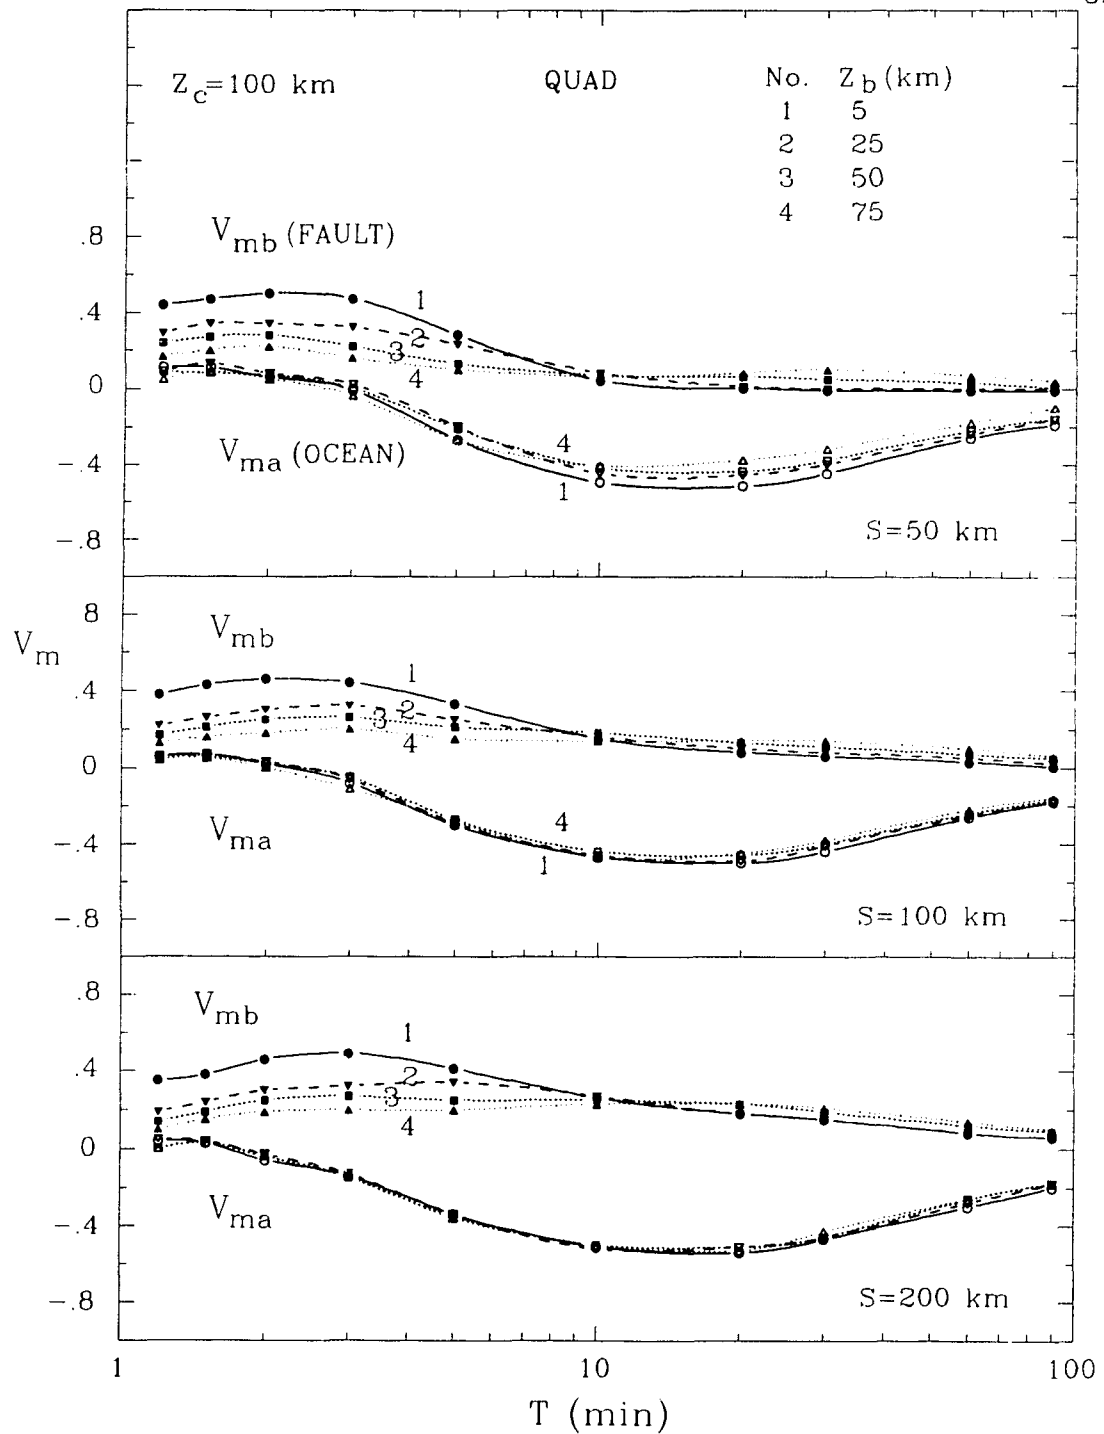 Z_c=100 km
QUAD
No. Z_b (km)
1 5
2 25
3 50
4 75
V_mb (FAULT)
.8
.4
0
-.4
-.8
1
2
3
4
V_ma (OCEAN)
4
1
S=50 km
V_m
8
.4
0
-.4
-.8
V_mb
1
2
3
4
V_ma
4
1
S=100 km
.8
.4
0
-.4
-.8
V_mb
1
2
3
4
V_ma
S=200 km
1 10 100
T (min)